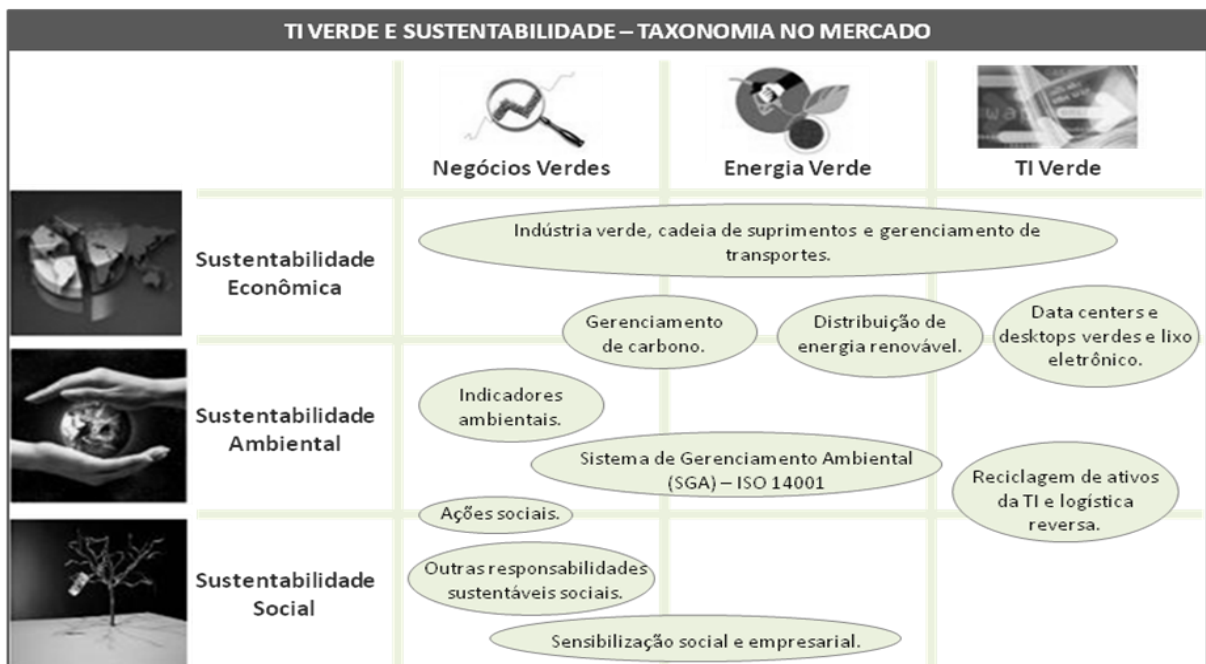 TI VERDE E SUSTENTABILIDADE – TAXONOMIA NO MERCADO
Negócios Verdes
Energia Verde
TI Verde
Sustentabilidade
Econômica
Indústria verde, cadeia de suprimentos e gerenciamento de
transportes.
Gerenciamento
de carbono.
Distribuição de
energia renovável.
Data centers e
desktops verdes e lixo
eletrônico.
Sustentabilidade
Ambiental
Indicadores
ambientais.
Sistema de Gerenciamento Ambiental
(SGA) – ISO 14001
Reciclagem de ativos
da TI e logística
reversa.
Sustentabilidade
Social
Ações sociais.
Outras responsabilidades
sustentáveis sociais.
Sensibilização social e empresarial.